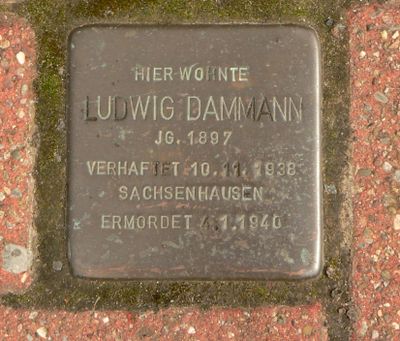 HIER WOHNTE
LUDWIG DAMMANN
JG. 1897
VERHAFTET 10.11.1938
SACHSENHAUSEN
ERMORDET 4.1.1940